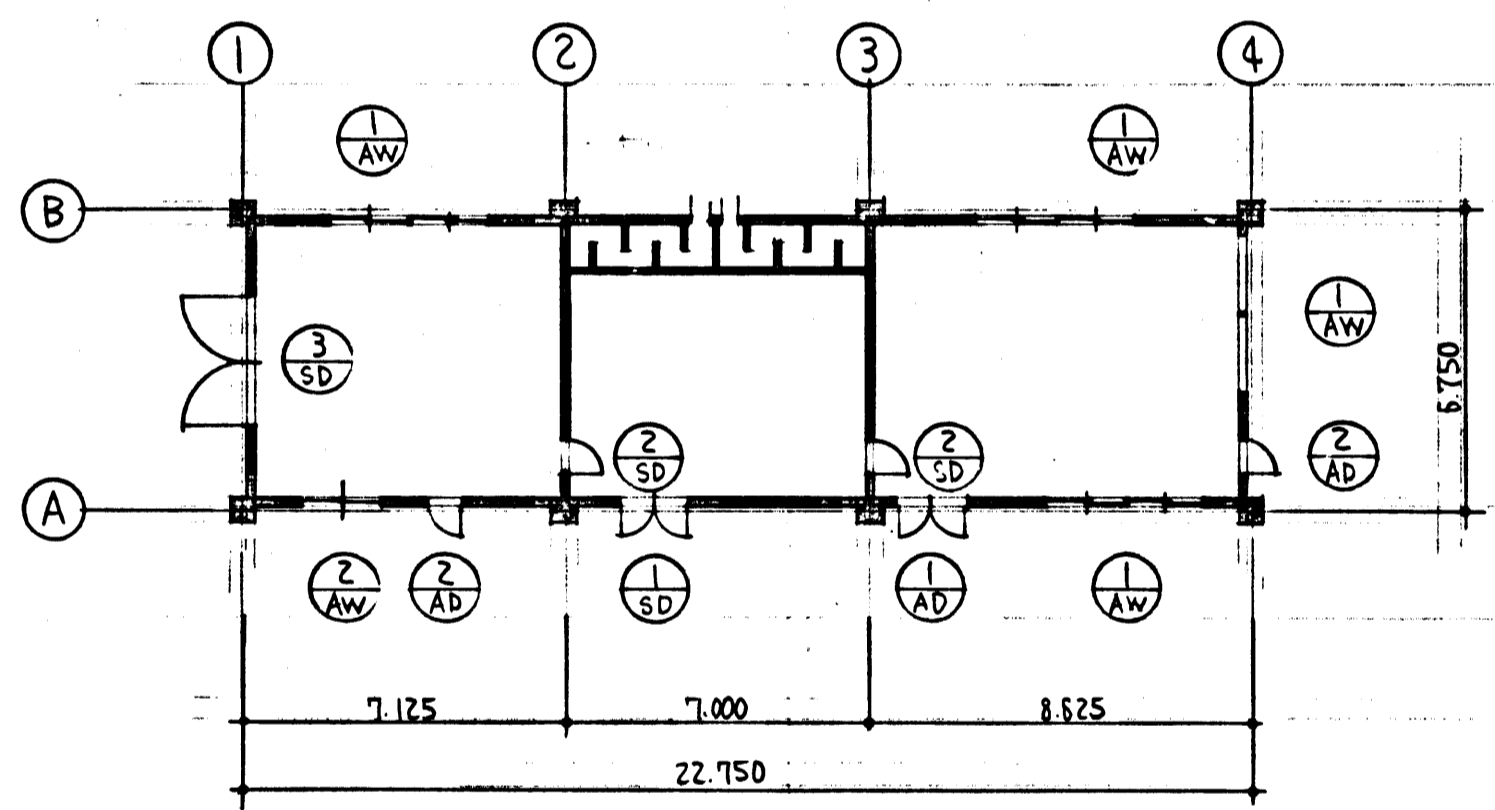 1 2 3 4
1 AW
1 AW
B
1 AW
3 SD
6.750
2 SD
2 SD
2 AD
A
2 AW
2 AD
1 SD
1 AD
1 AW
7.125 7.000 8.625
22.750